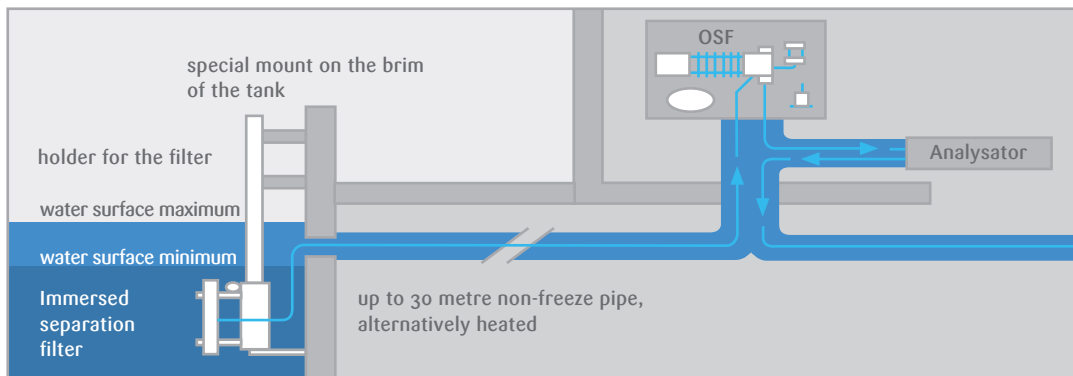 OSF
special mount on the brim
of the tank
Analysator
holder for the filter
water surface maximum
water surface minimum
Immersed
separation
filter
up to 30 metre non-freeze pipe,
alternatively heated